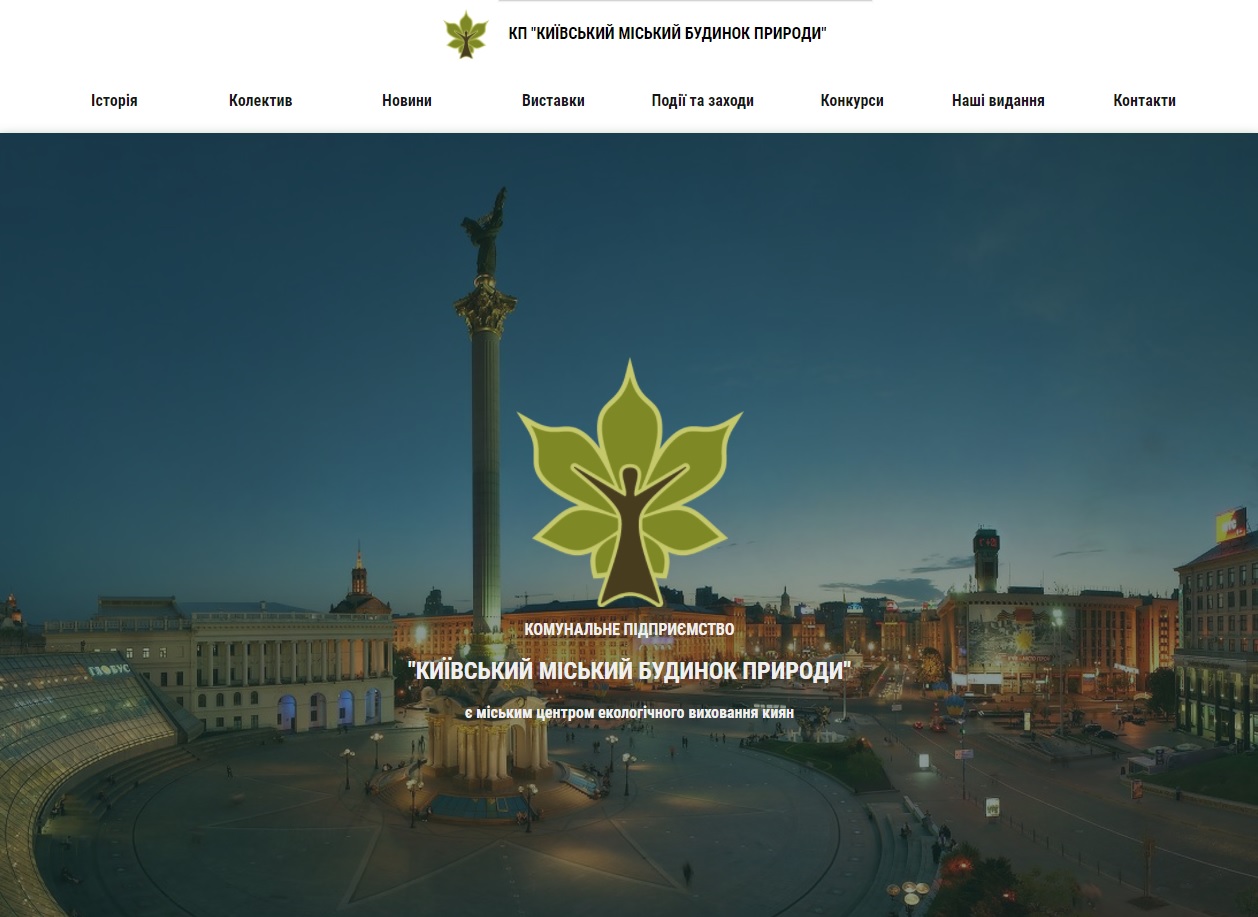 КП "КИЇВСЬКИЙ МІСЬКИЙ БУДИНОК ПРИРОДИ"
Історія
Колектив
Новини
Виставки
Події та заходи
Конкурси
Наші видання
Контакти
ГЛОБУС
КОМУНАЛЬНЕ ПІДПРИЄМСТВО
"КИЇВСЬКИЙ МІСЬКИЙ БУДИНОК ПРИРОДИ"
є міським центром екологічного виховання киян